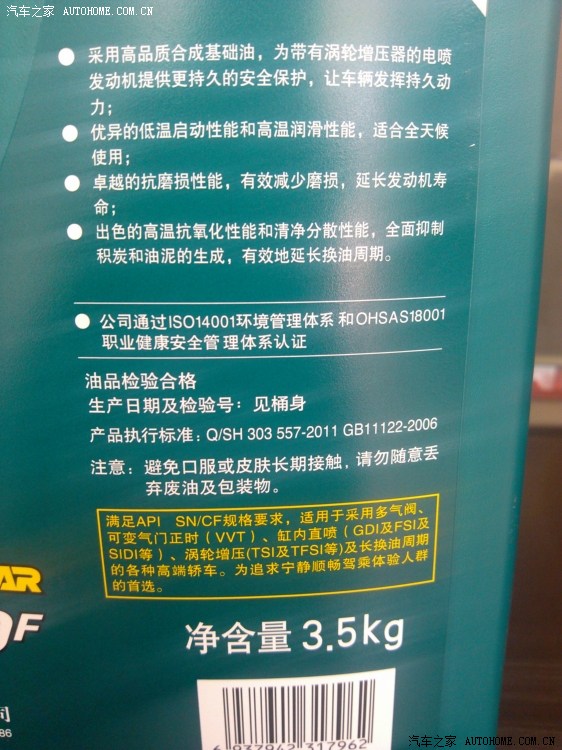 汽车之家 AUTOHOME.COM.CN
采用高品质合成基础油，为带有涡轮增压器的电喷
发动机提供更持久的安全保护，让车辆发挥持久动
力；
优异的低温启动性能和高温润滑性能，适合全天候
使用；
卓越的抗磨损性能，有效减少磨损，延长发动机寿
命；
出色的高温抗氧化性能和清净分散性能，全面抑制
积炭和油泥的生成，有效地延长换油周期。
公司通过ISO14001环境管理体系和OHSAS18001
职业健康安全管理体系认证
油品检验合格
生产日期及检验号：见桶身
产品执行标准：Q/SH 303 557-2011 GB11122-2006
注意：避免口服或皮肤长期接触，请勿随意丢
弃废油及包装物。
满足API SN/CF规格要求，适用于采用多气阀、
可变气门正时（VVT）、缸内直喷（GDI及FSI及
SIDI等）、涡轮增压(TSI及TFSI等)及长换油周期
的各种高端轿车。为追求宁静顺畅驾乘体验人群
的首选。
AR
F
净含量 3.5kg
司
86
6 937942 317962
汽车之家 AUTOHOME.COM.CN